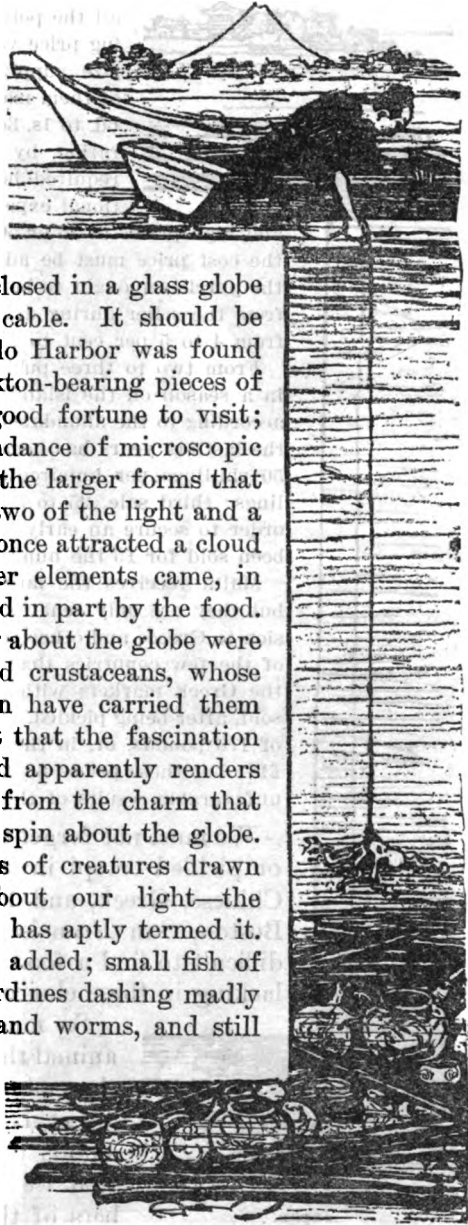 closed in a glass globe
cable. It should be
lo Harbor was found
kton-bearing pieces of
good fortune to visit;
dance of microscopic
the larger forms that
two of the light and a
once attracted a cloud
er elements came, in
d in part by the food.
about the globe were
d crustaceans, whose
n have carried them
that the fascination
d apparently renders
from the charm that
spin about the globe.
s of creatures drawn
bout our light—the
has aptly termed it.
added; small fish of
rdines dashing madly
and worms, and still